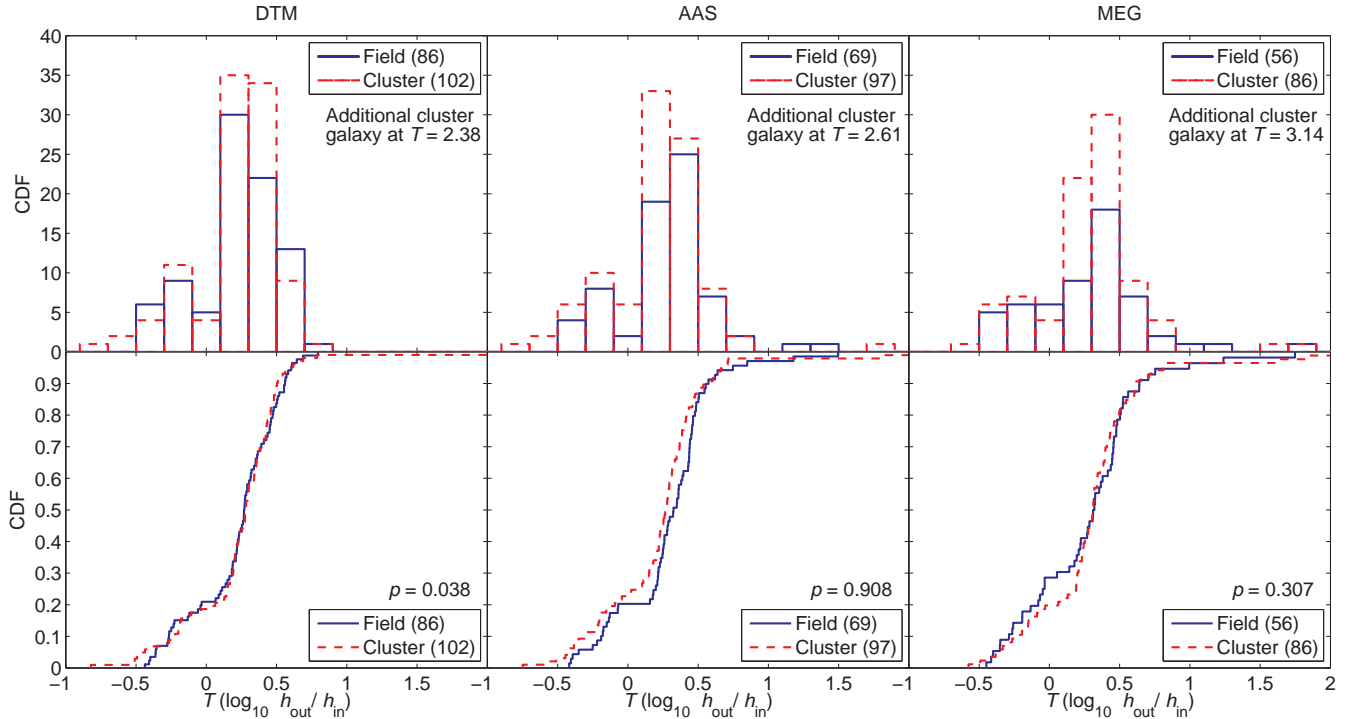 DTM
AAS
MEG
40
35
30
25
20
15
10
5
0
CDF
Field (86)
Cluster (102)
Additional cluster
galaxy at T = 2.38
Field (69)
Cluster (97)
Additional cluster
galaxy at T = 2.61
Field (56)
Cluster (86)
Additional cluster
galaxy at T = 3.14
0.9
0.8
0.7
0.6
0.5
0.4
0.3
0.2
0.1
0
CDF
p = 0.038
Field (86)
Cluster (102)
p = 0.908
Field (69)
Cluster (97)
p = 0.307
Field (56)
Cluster (86)
−1 −0.5 0 0.5 1 1.5 −1 −0.5 0 0.5 1 1.5 −1 −0.5 0 0.5 1 1.5 2
T (log10 hout/ hin)
T (log10 hout/ hin)
T (log10 hout/ hin)